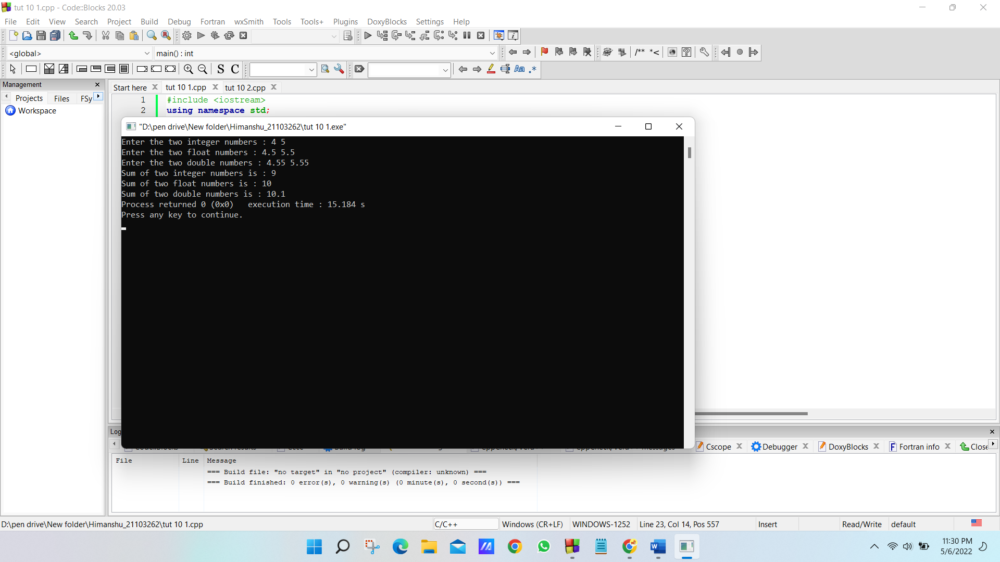 tut 10 1.cpp - Code::Blocks 20.03
File Edit View Search Project Build Debug Fortran wxSmith Tools Tools+ Plugins DoxyBlocks Settings Help
<global> main() : int
/** *<
S C Aa .*
Management
Start here tut 10 1.cpp tut 10 2.cpp
Projects Files FSy
Workspace
1 #include <iostream>
2 using namespace std;
"D:\pen drive\New folder\Himanshu_21103262\tut 10 1.exe"
Enter the two integer numbers : 4 5
Enter the two float numbers : 4.5 5.5
Enter the two double numbers : 4.55 5.55
Sum of two integer numbers is : 9
Sum of two float numbers is : 10
Sum of two double numbers is : 10.1
Process returned 0 (0x0)   execution time : 15.184 s
Press any key to continue.
Log
Cscope Debugger DoxyBlocks Fortran info Close
File Line Message
=== Build file: "no target" in "no project" (compiler: unknown) ===
=== Build finished: 0 error(s), 0 warning(s) (0 minute(s), 0 second(s)) ===
D:\pen drive\New folder\Himanshu_21103262\tut 10 1.cpp C/C++ Windows (CR+LF) WINDOWS-1252 Line 23, Col 14, Pos 557 Insert Read/Write default
11:30 PM
5/6/2022